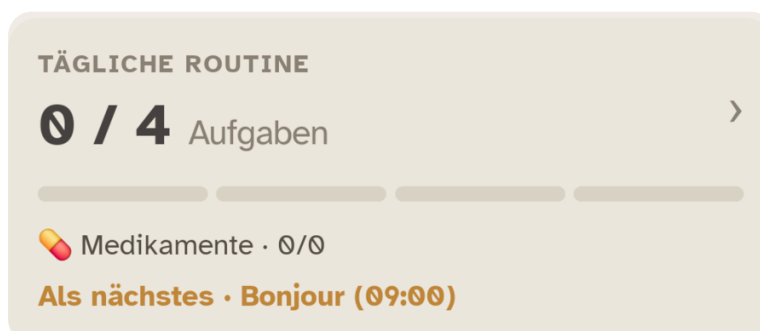 TÄGLICHE ROUTINE
0 / 4 Aufgaben
Medikamente · 0/0
Als nächstes · Bonjour (09:00)